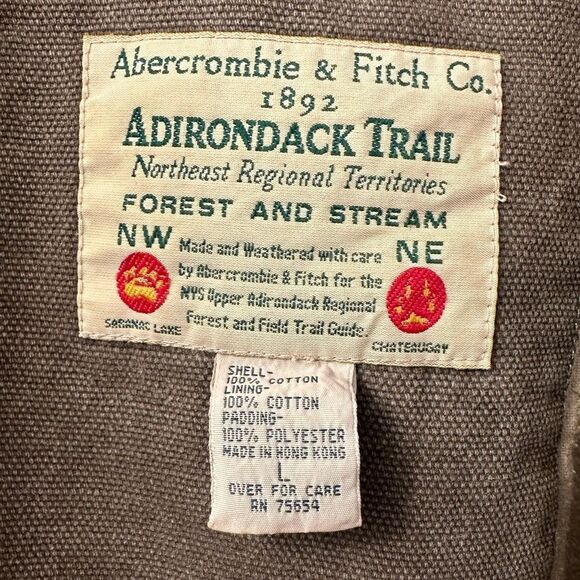 Abercrombie & Fitch Co.
1892
ADIRONDACK TRAIL
Northeast Regional Territories
FOREST AND STREAM
NW Made and Weathered with care NE
by Abercrombie & Fitch for the
NYS Upper Adirondack Regional
Forest and Field Trail Guide.
SARANAC LAKE CHATEAUGAY
SHELL-
100% COTTON
LINING-
100% COTTON
PADDING-
100% POLYESTER
MADE IN HONG KONG
L
OVER FOR CARE
RN 75654